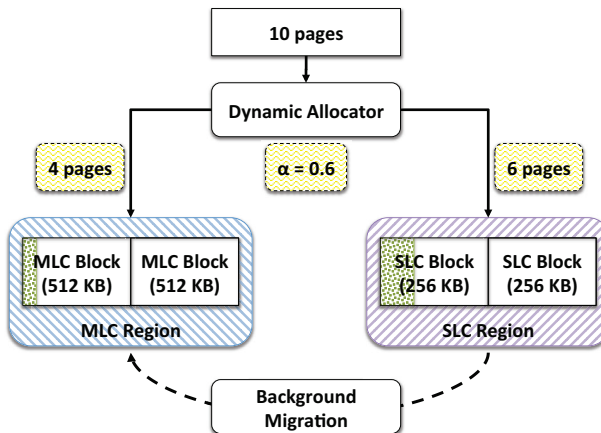 10 pages
Dynamic Allocator
4 pages
α = 0.6
6 pages
MLC Block
(512 KB)
MLC Block
(512 KB)
SLC Block
(256 KB)
SLC Block
(256 KB)
MLC Region
SLC Region
Background
Migration